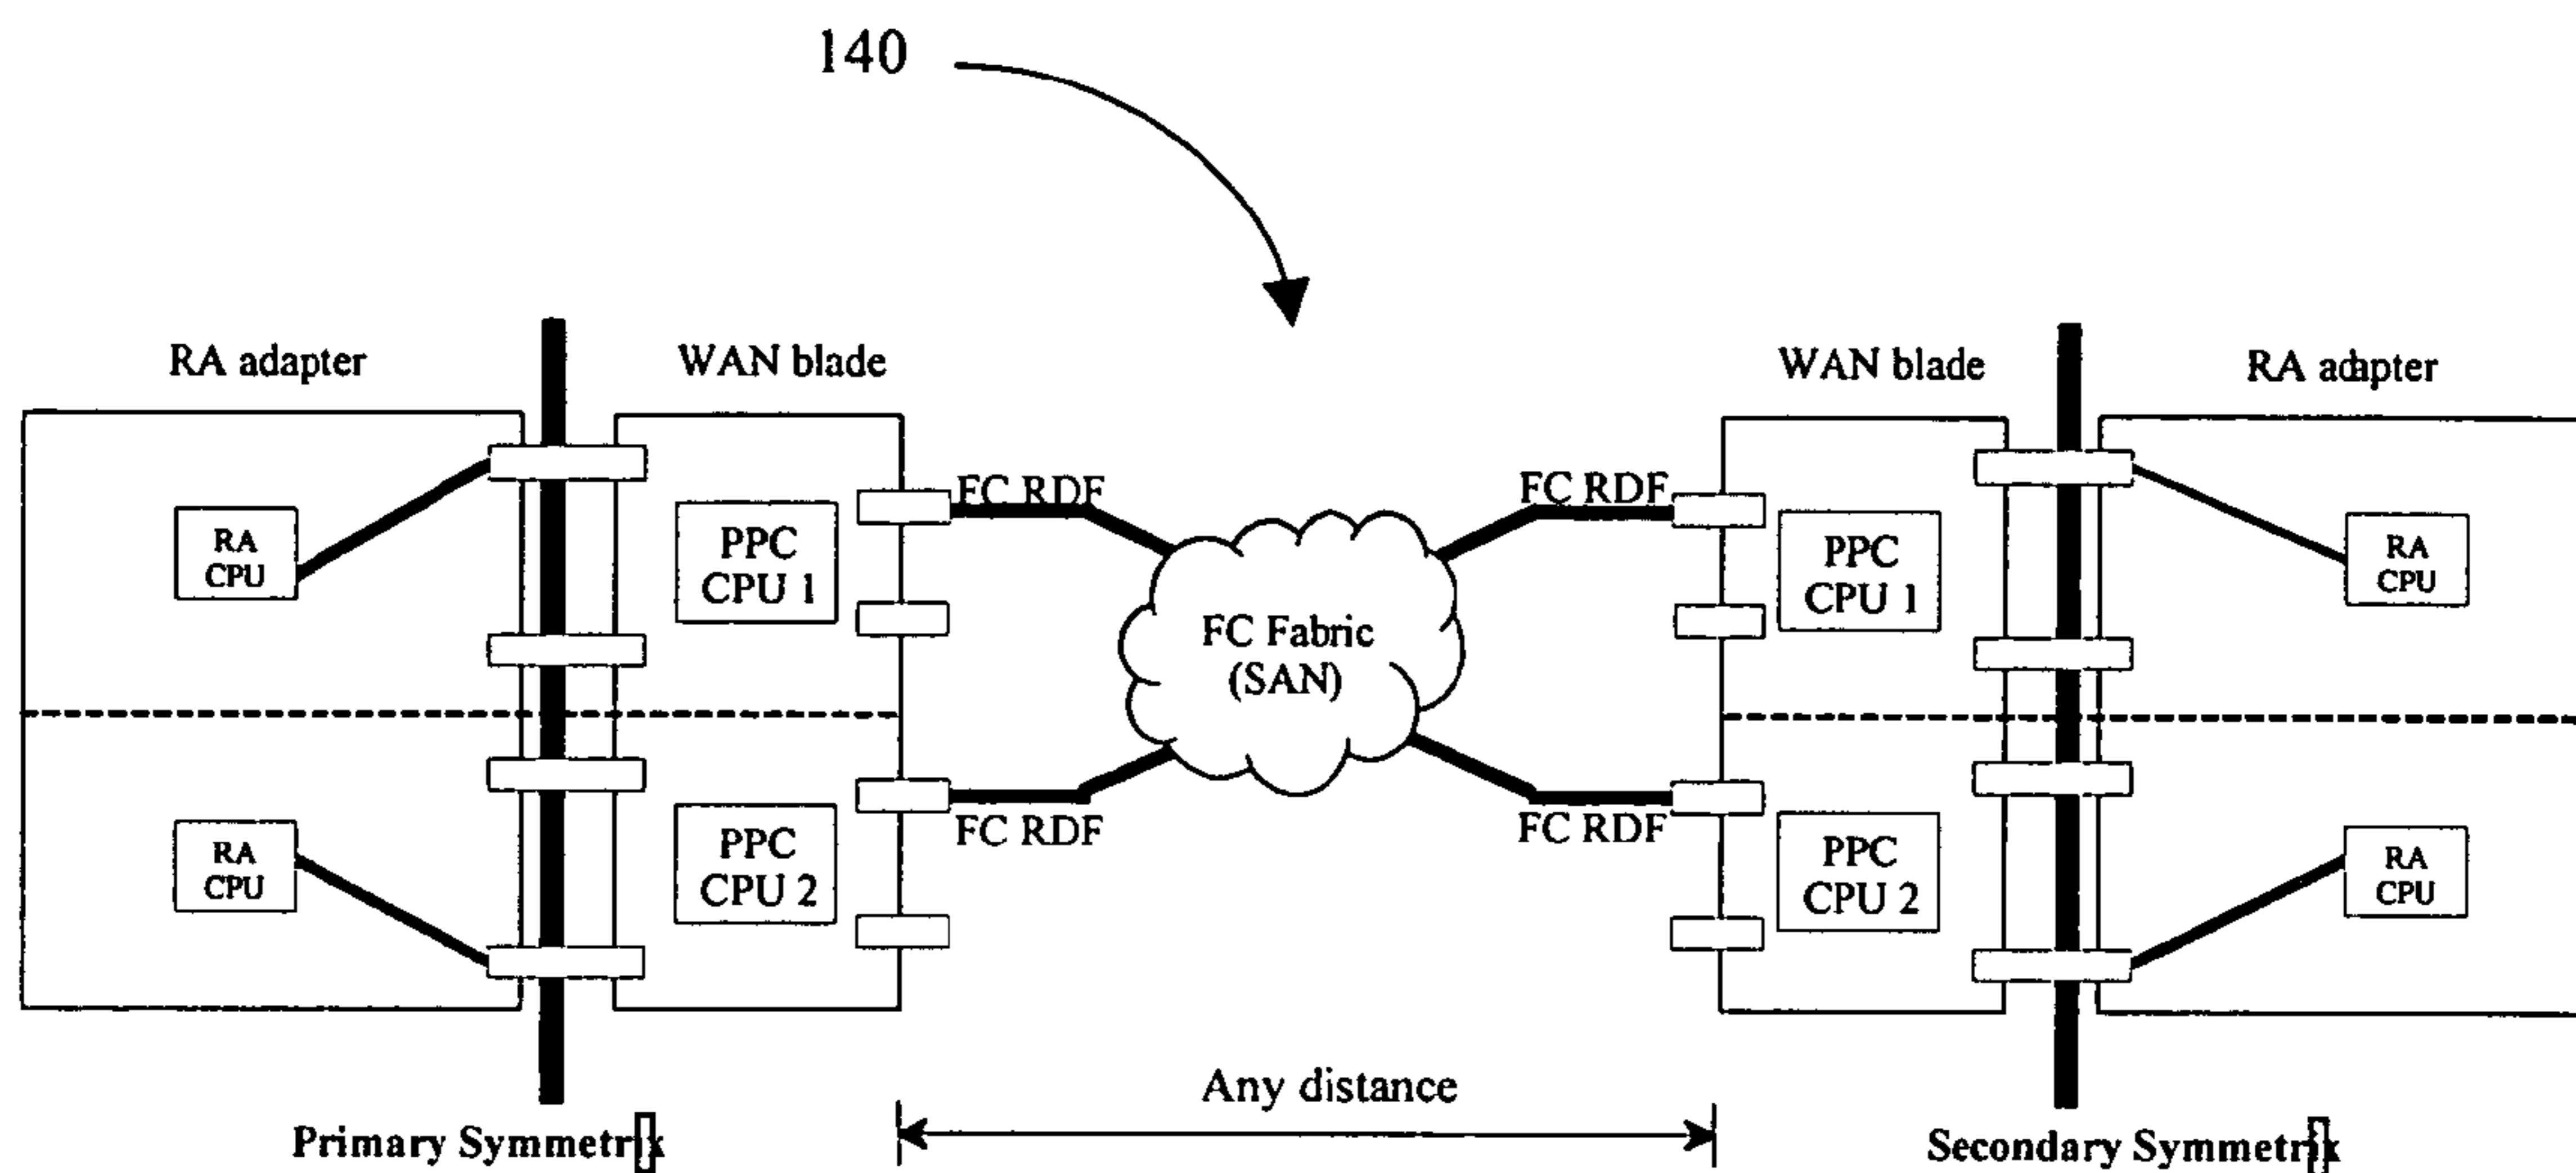 140
RA adapter
WAN blade
WAN blade
RA adapter
FC RDF
FC RDF
RA
CPU
PPC
CPU 1
FC Fabric
(SAN)
PPC
CPU 1
RA
CPU
RA
CPU
PPC
CPU 2
FC RDF
FC RDF
PPC
CPU 2
RA
CPU
Any distance
Primary Symmetrix
Secondary Symmetrix